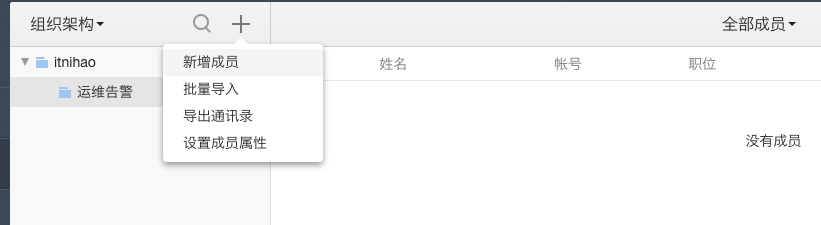 组织架构
全部成员
itnihao
运维告警
新增成员
批量导入
导出通讯录
设置成员属性
姓名 帐号 职位
没有成员